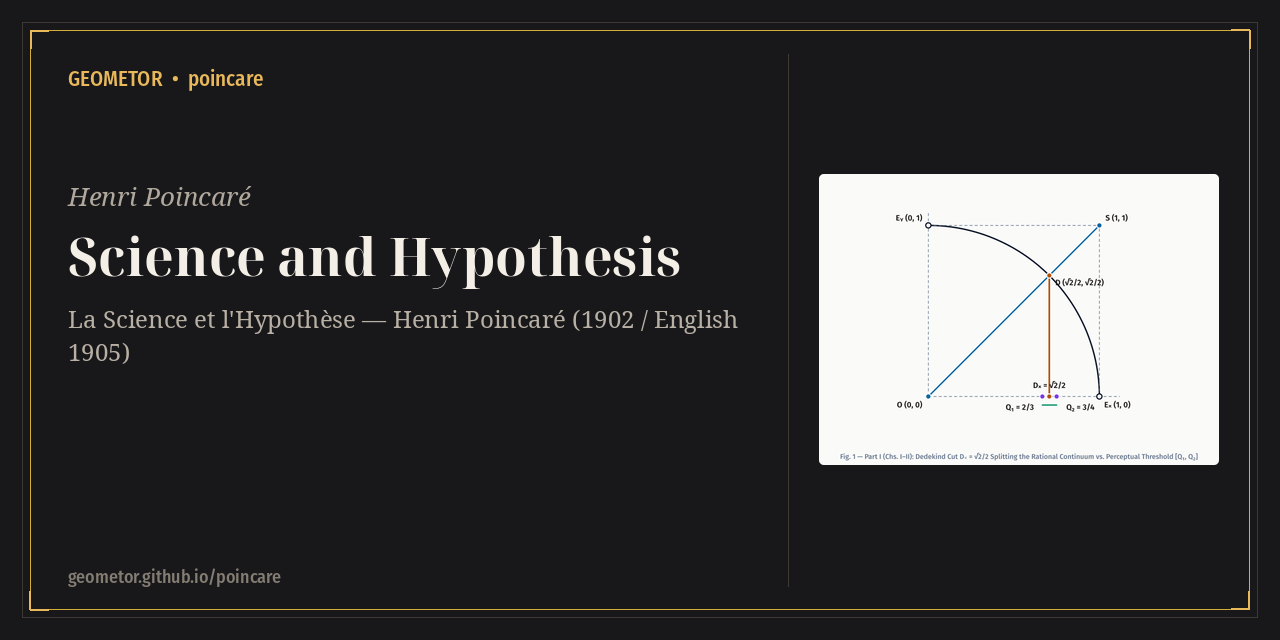 GEOMETOR • poincare
Henri Poincaré
Science and Hypothesis
La Science et l'Hypothèse — Henri Poincaré (1902 / English
1905)
geometor.github.io/poincare
Eᵧ (0, 1)
S (1, 1)
D (√2/2, √2/2)
Dₓ = √2/2
O (0, 0)
Q₁ = 2/3
Q₂ = 3/4
Eₓ (1, 0)
Fig. 1 — Part I (Chs. I–II): Dedekind Cut Dₓ = √2/2 Splitting the Rational Continuum vs. Perceptual Threshold [Q₁, Q₂]